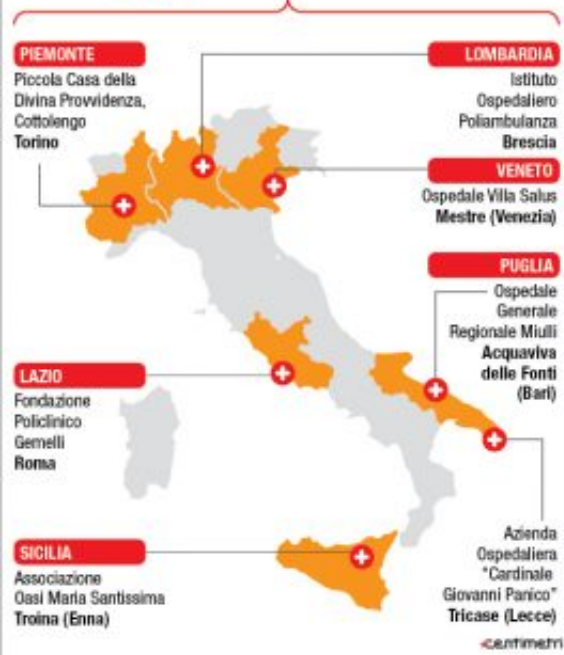 PIEMONTE
Piccola Casa della
Divina Provvidenza,
Cottolengo
Torino
LOMBARDIA
Istituto
Ospedaliero
Poliambulanza
Brescia
VENETO
Ospedale Villa Salus
Mestre (Venezia)
PUGLIA
Ospedale
Generale
Regionale Miulli
Acquaviva
delle Fonti
(Bari)
LAZIO
Fondazione
Policlinico
Gemelli
Roma
SICILIA
Associazione
Oasi Maria Santissima
Troina (Enna)
Azienda
Ospedaliera
"Cardinale
Giovanni Panico"
Tricase (Lecce)
centimetri